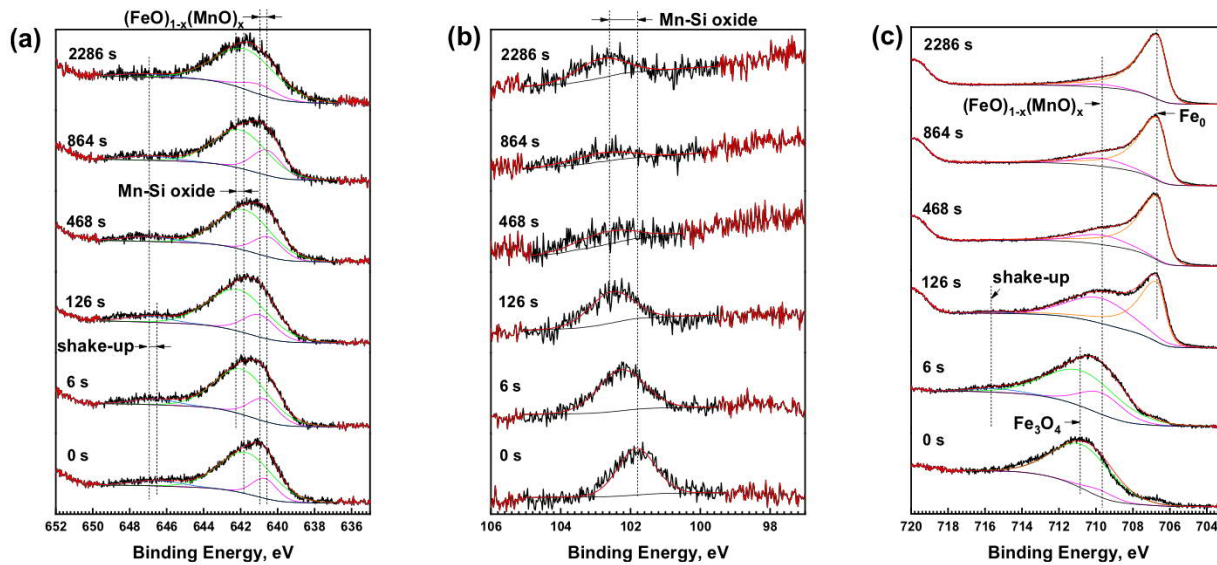 (a)
(FeO)1-x(MnO)x
2286 s
864 s
Mn-Si oxide
468 s
126 s
shake-up
6 s
0 s
652 650 648 646 644 642 640 638 636
Binding Energy, eV
(b)
Mn-Si oxide
2286 s
864 s
468 s
126 s
6 s
0 s
106 104 102 100 98
Binding Energy, eV
(c)
2286 s
(FeO)1-x(MnO)x
Fe0
864 s
468 s
shake-up
126 s
6 s
Fe3O4
0 s
720 718 716 714 712 710 708 706 704
Binding Energy, eV